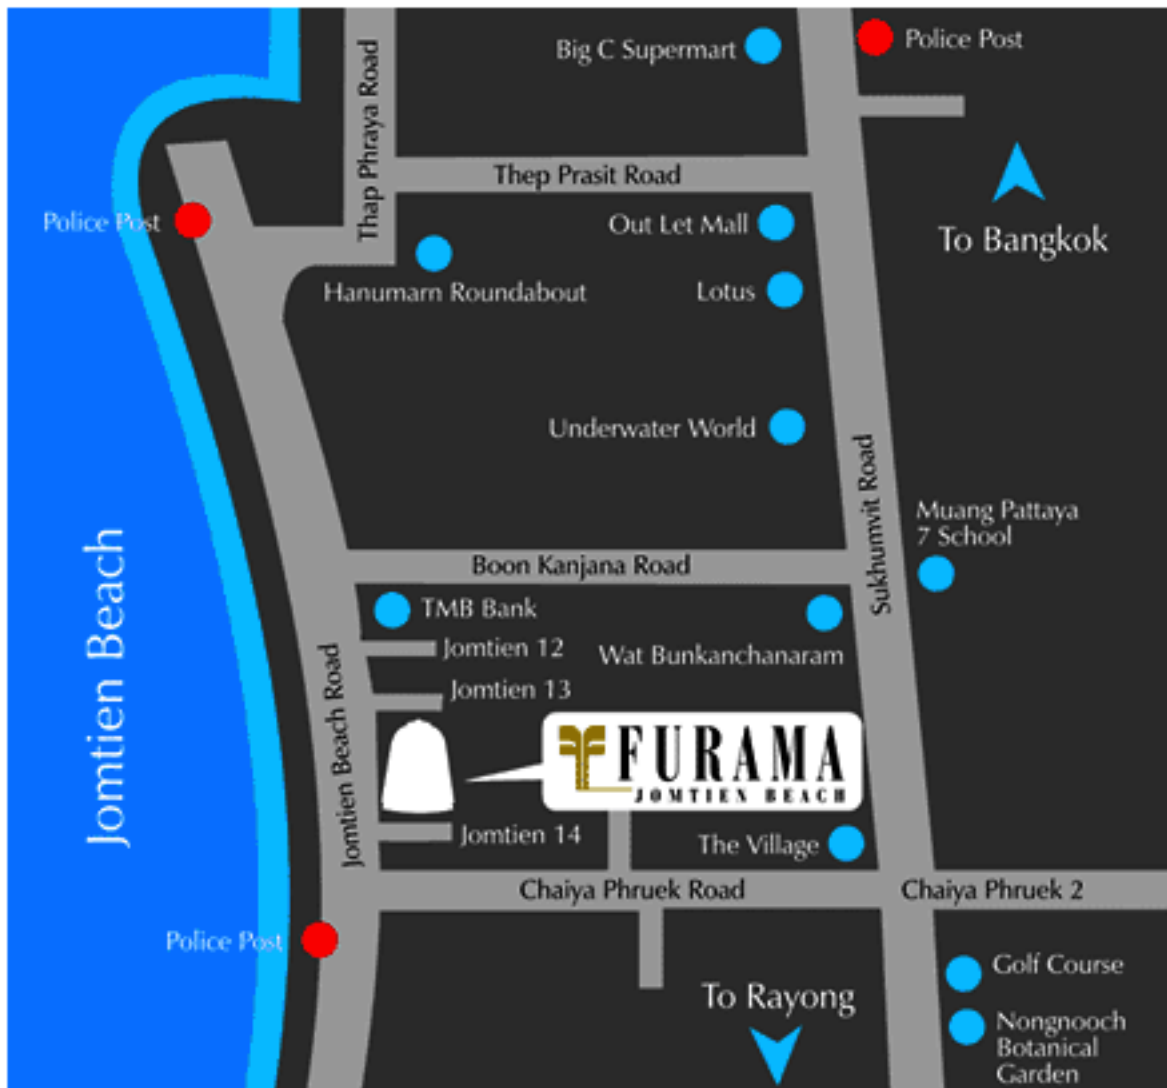 Big C Supermart
Police Post
Thap Phraya Road
Thep Prasit Road
Police Post
Out Let Mall
To Bangkok
Hanumarn Roundabout
Lotus
Underwater World
Sukhumvit Road
Muang Pattaya
7 School
Jomtien Beach
Boon Kanjana Road
TMB Bank
Jomtien 12
Wat Bunkanchanaram
Jomtien 13
Jomtien Beach Road
FURAMA
JOMTIEN BEACH
Jomtien 14
The Village
Chaiya Phruek Road
Chaiya Phruek 2
Police Post
Golf Course
To Rayong
Nongnooch
Botanical
Garden